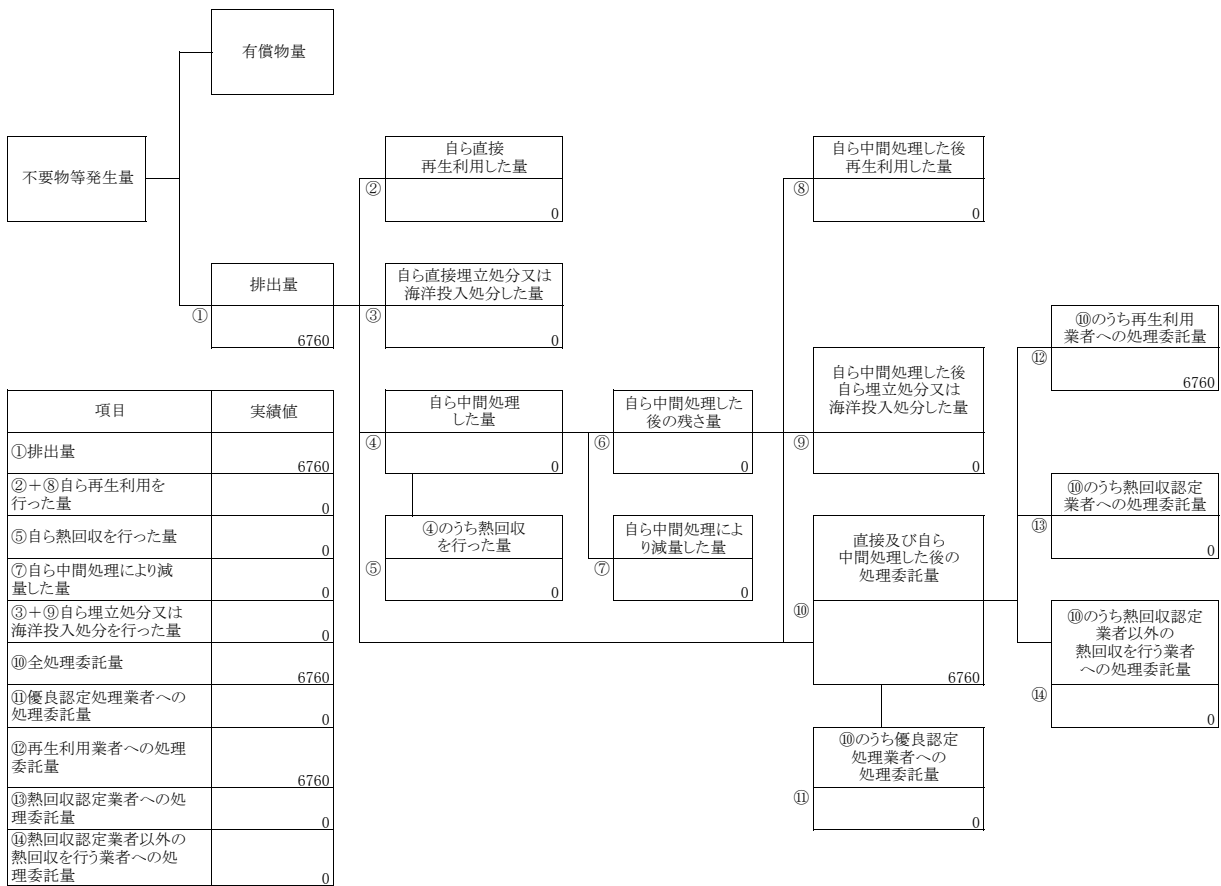 有償物量
不要物等発生量
自ら直接
再生利用した量
②
0
自ら中間処理した後
再生利用した量
⑧
0
排出量
①
6760
自ら直接埋立処分又は
海洋投入処分した量
③
0
⑩のうち再生利用
業者への処理委託量
⑫
6760
自ら中間処理
した量
④
0
自ら中間処理した
後の残さ量
⑥
0
自ら中間処理した後
自ら埋立処分又は
海洋投入処分した量
⑨
0
⑩のうち熱回収認定
業者への処理委託量
⑬
0
④のうち熱回収
を行った量
⑤
0
自ら中間処理によ
り減量した量
⑦
0
直接及び自ら
中間処理した後の
処理委託量
⑩
6760
⑩のうち熱回収認定
業者以外の
熱回収を行う業者
への処理委託量
⑭
0
⑩のうち優良認定
処理業者への
処理委託量
⑪
0
項目 実績値
①排出量
6760
②+⑧自ら再生利用を
行った量
0
⑤自ら熱回収を行った量
0
⑦自ら中間処理により減
量した量
0
③+⑨自ら埋立処分又は
海洋投入処分を行った量
0
⑩全処理委託量
6760
⑪優良認定処理業者への
処理委託量
0
⑫再生利用業者への処理
委託量
6760
⑬熱回収認定業者への処
理委託量
0
⑭熱回収認定業者以外の
熱回収を行う業者への処
理委託量
0